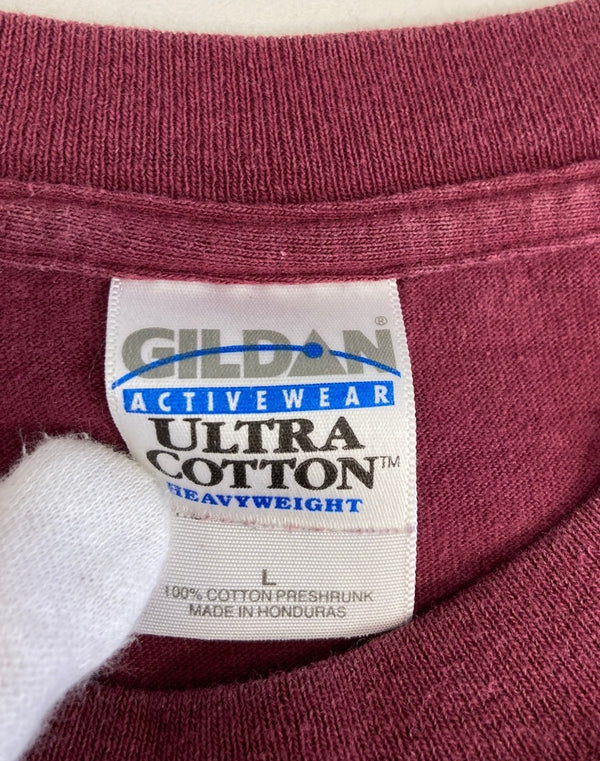 GILDAN®
ACTIVEWEAR
ULTRA
COTTON™
HEAVYWEIGHT
L
100% COTTON PRESHRUNK
MADE IN HONDURAS